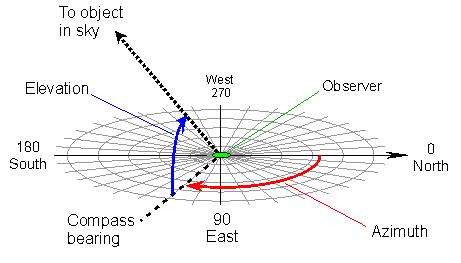 To object
in sky
West
270
Elevation
Observer
180
South
0
North
90
East
Compass
bearing
Azimuth